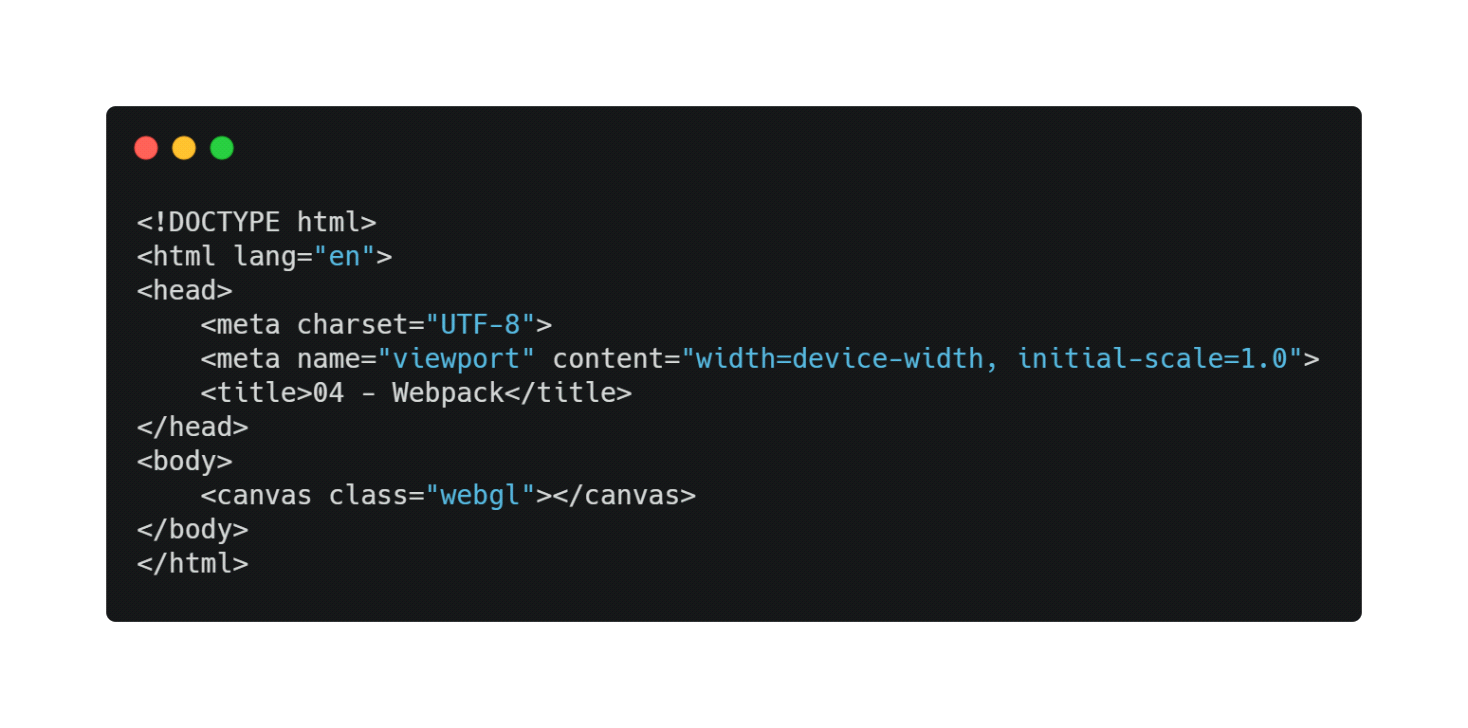 <!DOCTYPE html>
<html lang="en">
<head>
    <meta charset="UTF-8">
    <meta name="viewport" content="width=device-width, initial-scale=1.0">
    <title>04 - Webpack</title>
</head>
<body>
    <canvas class="webgl"></canvas>
</body>
</html>